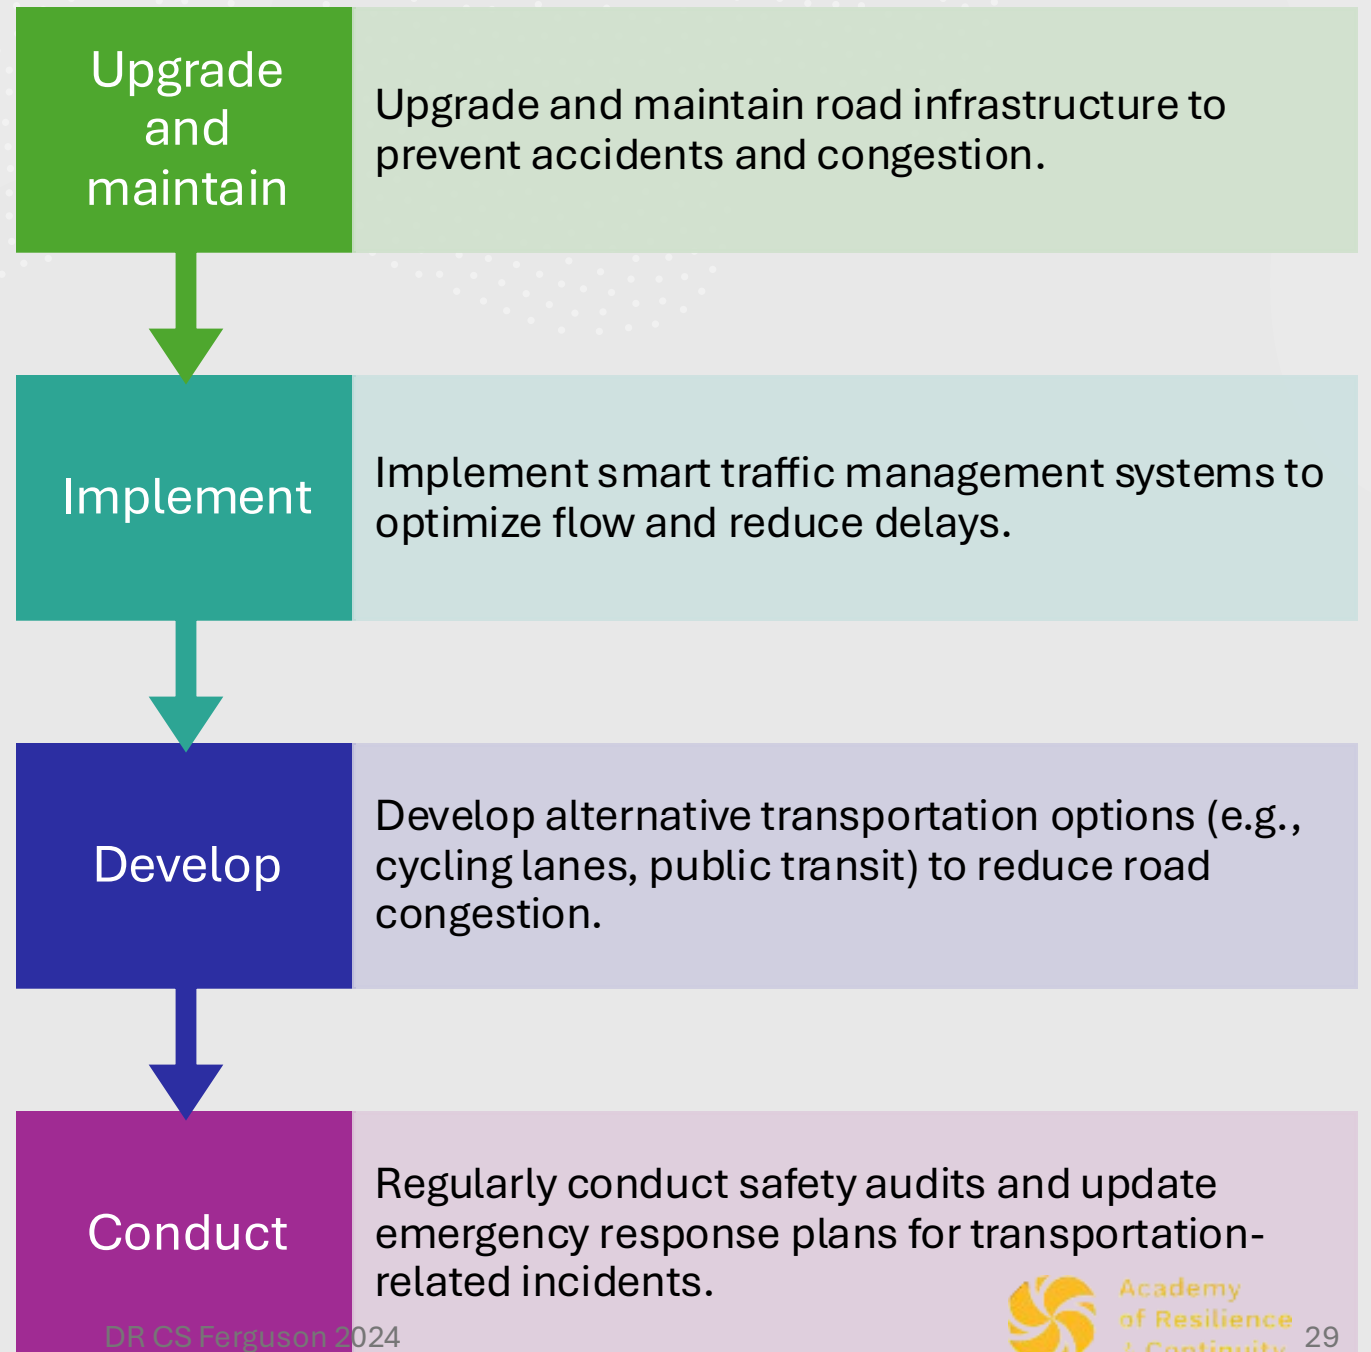 Upgrade
and
maintain
Upgrade and maintain road infrastructure to
prevent accidents and congestion.
Implement
Implement smart traffic management systems to
optimize flow and reduce delays.
Develop
Develop alternative transportation options (e.g.,
cycling lanes, public transit) to reduce road
congestion.
Conduct
Regularly conduct safety audits and update
emergency response plans for transportation-
related incidents.
DR CS Ferguson 2024
Academy
of Resilience
Continuity
29